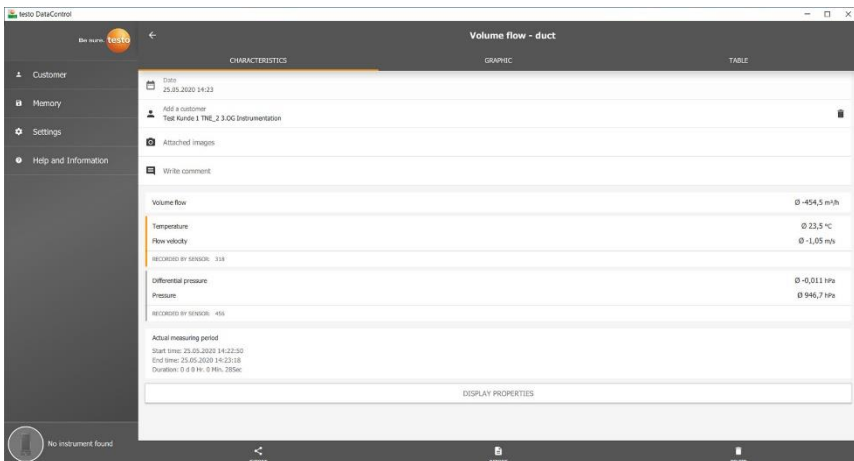 testo DataControl
Be sure. testo
Customer
Memory
Settings
Help and Information
No instrument found
Volume flow - duct
CHARACTERISTICS GRAPHIC TABLE
Date
25.05.2020 14:23
Add a customer
Test Kunde 1 TNE_2 3.OG Instrumentation
Attached images
Write comment
Volume flow Ø -454,5 m³/h
Temperature Ø 23,5 °C
Flow velocity Ø -1,05 m/s
RECORDED BY SENSOR: 318
Differential pressure Ø -0,011 hPa
Pressure Ø 946,7 hPa
RECORDED BY SENSOR: 456
Actual measuring period
Start time: 25.05.2020 14:22:50
End time: 25.05.2020 14:23:18
Duration: 0 d 0 Hr. 0 Min. 28Sec
DISPLAY PROPERTIES